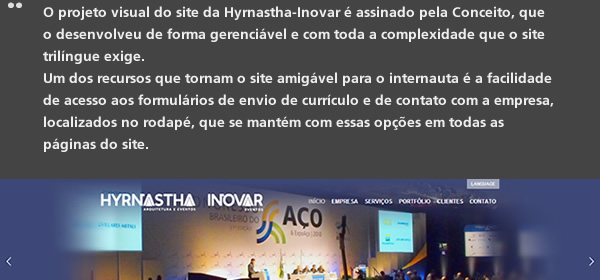 O projeto visual do site da Hyrnastha-Inovar é assinado pela Conceito, que
o desenvolveu de forma gerenciável e com toda a complexidade que o site
trilíngue exige.
Um dos recursos que tornam o site amigável para o internauta é a facilidade
de acesso aos formulários de envio de currículo e de contato com a empresa,
localizados no rodapé, que se mantém com essas opções em todas as
páginas do site.
LANGUAGE
HYRNASTHA INOVAR
ARQUITETURA E EVENTOS EVENTOS
INÍCIO EMPRESA SERVIÇOS PORTFÓLIO CLIENTES CONTATO
BRASILEIRO DO
AÇO